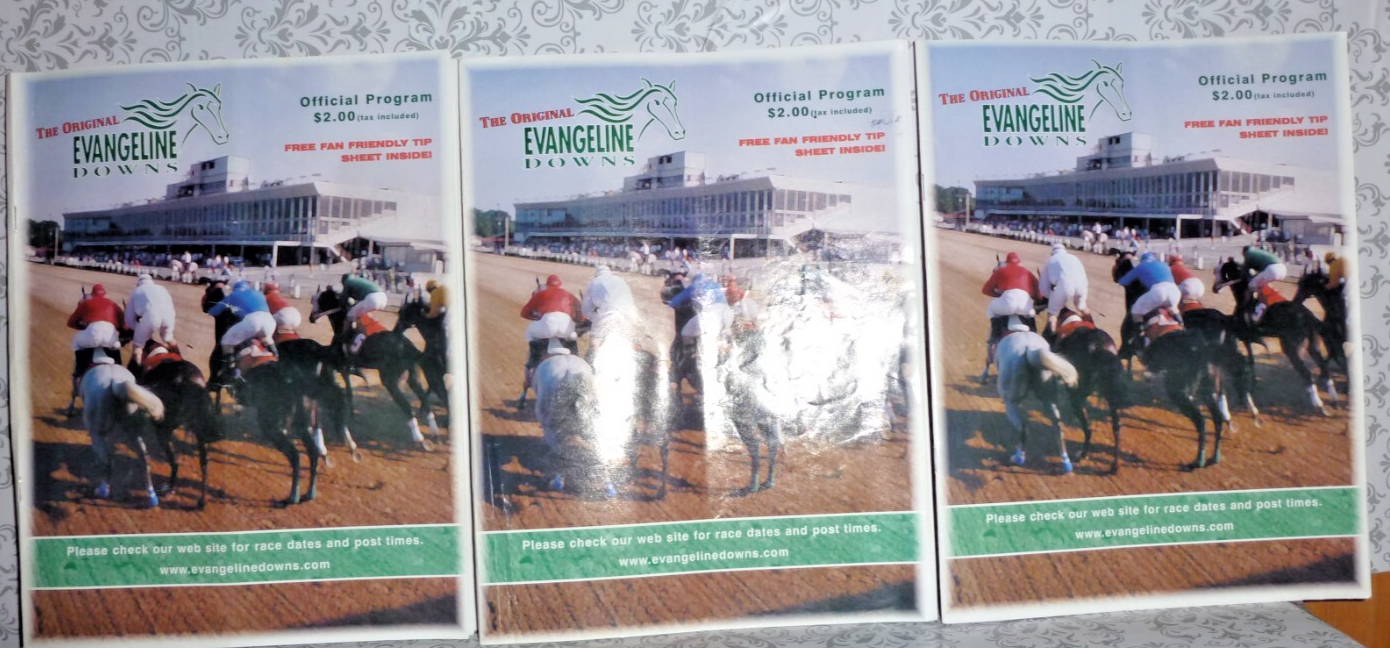 THE ORIGINAL
EVANGELINE
DOWNS
Official Program
$2.00 (tax included)
FREE FAN FRIENDLY TIP
SHEET INSIDE!
Please check our web site for race dates and post times.
www.evangelinedowns.com
THE ORIGINAL
EVANGELINE
DOWNS
Official Program
$2.00 (tax included)
FREE FAN FRIENDLY TIP
SHEET INSIDE!
Please check our web site for race dates and post times.
www.evangelinedowns.com
THE ORIGINAL
EVANGELINE
DOWNS
Official Program
$2.00 (tax included)
FREE FAN FRIENDLY TIP
SHEET INSIDE!
Please check our web site for race dates and post times.
www.evangelinedowns.com